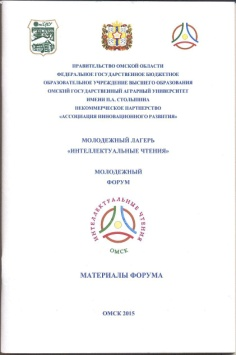 ПРАВИТЕЛЬСТВО ОМСКОЙ ОБЛАСТИ
ФЕДЕРАЛЬНОЕ ГОСУДАРСТВЕННОЕ БЮДЖЕТНОЕ
ОБРАЗОВАТЕЛЬНОЕ УЧРЕЖДЕНИЕ ВЫСШЕГО ОБРАЗОВАНИЯ
ОМСКИЙ ГОСУДАРСТВЕННЫЙ АГРАРНЫЙ УНИВЕРСИТЕТ
ИМЕНИ П.А. СТОЛЫПИНА
НЕКОММЕРЧЕСКОЕ ПАРТНЕРСТВО
«АССОЦИАЦИЯ ИННОВАЦИОННОГО РАЗВИТИЯ»
МОЛОДЕЖНЫЙ ЛАГЕРЬ
«ИНТЕЛЛЕКТУАЛЬНЫЕ ЧТЕНИЯ»
МОЛОДЕЖНЫЙ
ФОРУМ
ИНТЕЛЛЕКТУАЛЬНЫЕ ЧТЕНИЯ
ОМСК
МАТЕРИАЛЫ ФОРУМА
ОМСК 2015